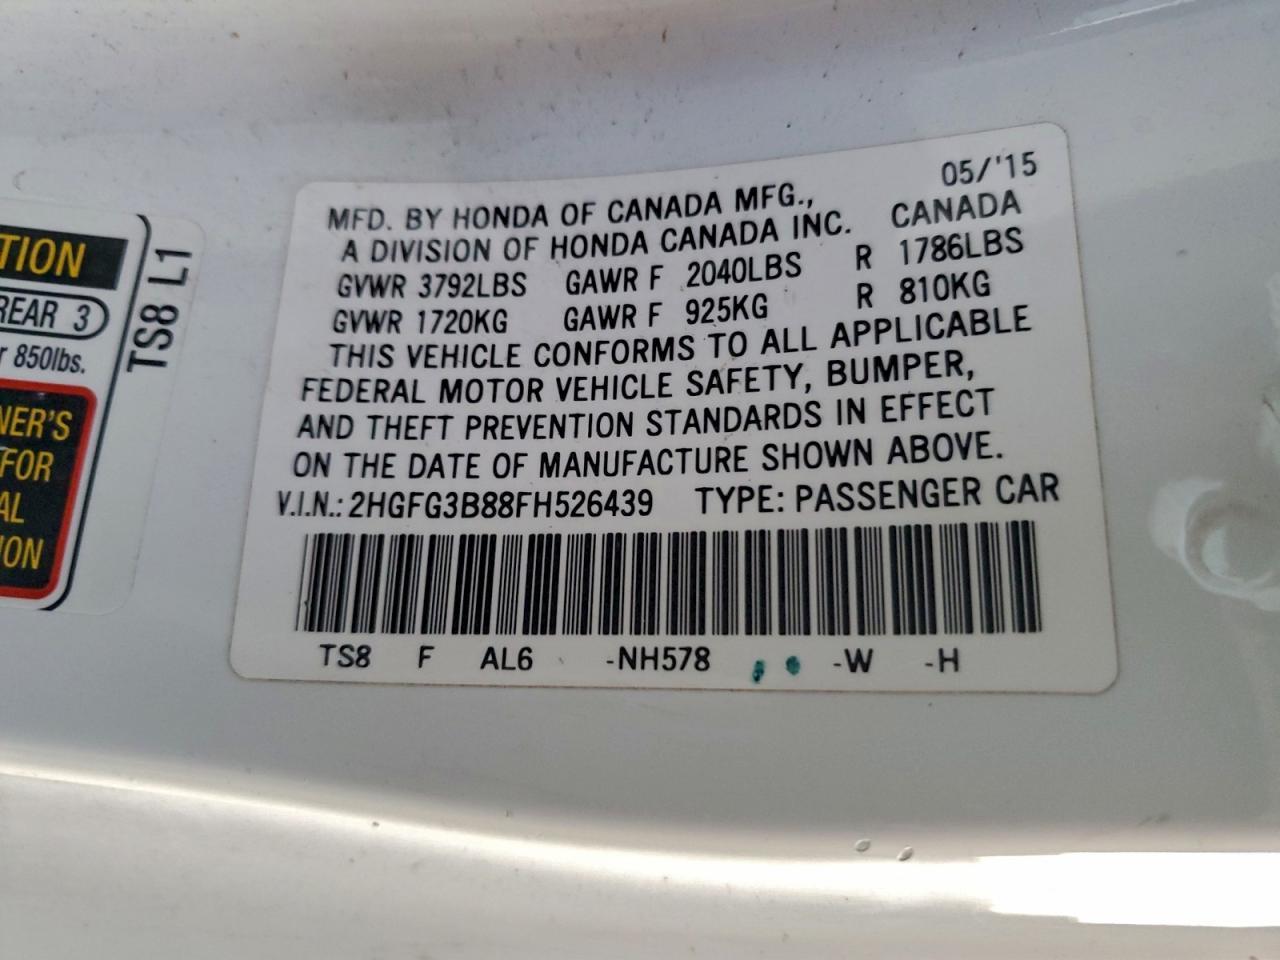 TION
REAR 3
r 850lbs.
NER'S
FOR
AL
ION
TS8 L1
05/'15
MFD. BY HONDA OF CANADA MFG.,
A DIVISION OF HONDA CANADA INC. CANADA
GVWR 3792LBS GAWR F 2040LBS R 1786LBS
GVWR 1720KG GAWR F 925KG R 810KG
THIS VEHICLE CONFORMS TO ALL APPLICABLE
FEDERAL MOTOR VEHICLE SAFETY, BUMPER,
AND THEFT PREVENTION STANDARDS IN EFFECT
ON THE DATE OF MANUFACTURE SHOWN ABOVE.
V.I.N.: 2HGFG3B88FH526439 TYPE: PASSENGER CAR
TS8 F AL6 -NH578 -W -H